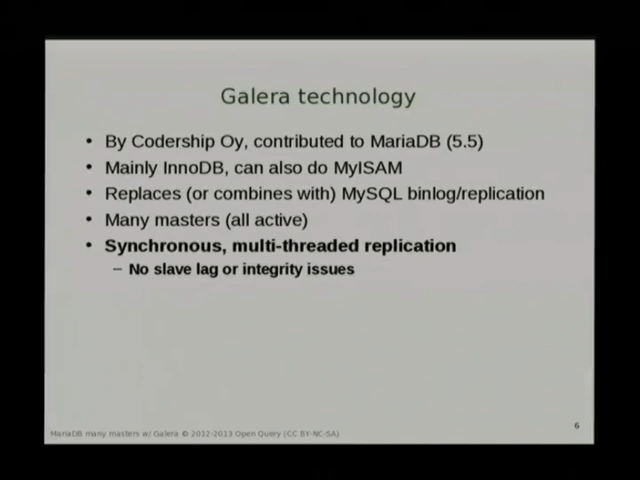 Galera technology
• By Codership Oy, contributed to MariaDB (5.5)
• Mainly InnoDB, can also do MyISAM
• Replaces (or combines with) MySQL binlog/replication
• Many masters (all active)
• Synchronous, multi-threaded replication
– No slave lag or integrity issues
6
MariaDB many masters w/ Galera © 2012-2013 Open Query (CC BY-NC-SA)